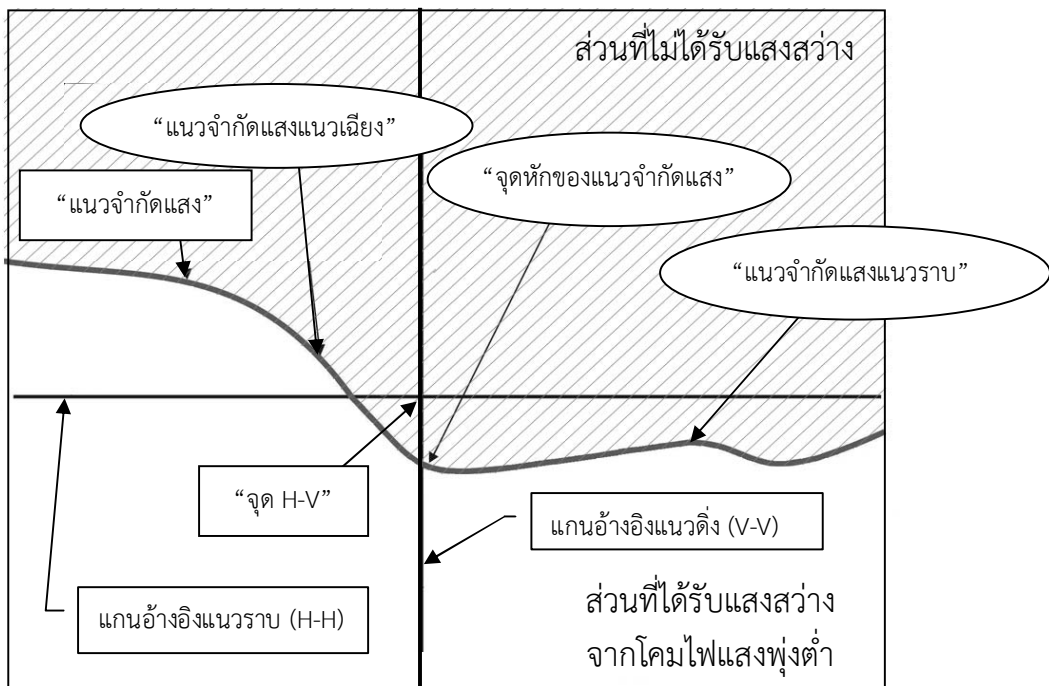 ส่วนที่ไม่ได้รับแสงสว่าง
“แนวจำกัดแสงแนวเฉียง”
“จุดหักของแนวจำกัดแสง”
“แนวจำกัดแสง”
“แนวจำกัดแสงแนวราบ”
“จุด H-V”
แกนอ้างอิงแนวดิ่ง (V-V)
แกนอ้างอิงแนวราบ (H-H)
ส่วนที่ได้รับแสงสว่าง
จากโคมไฟแสงพุ่งต่ำ